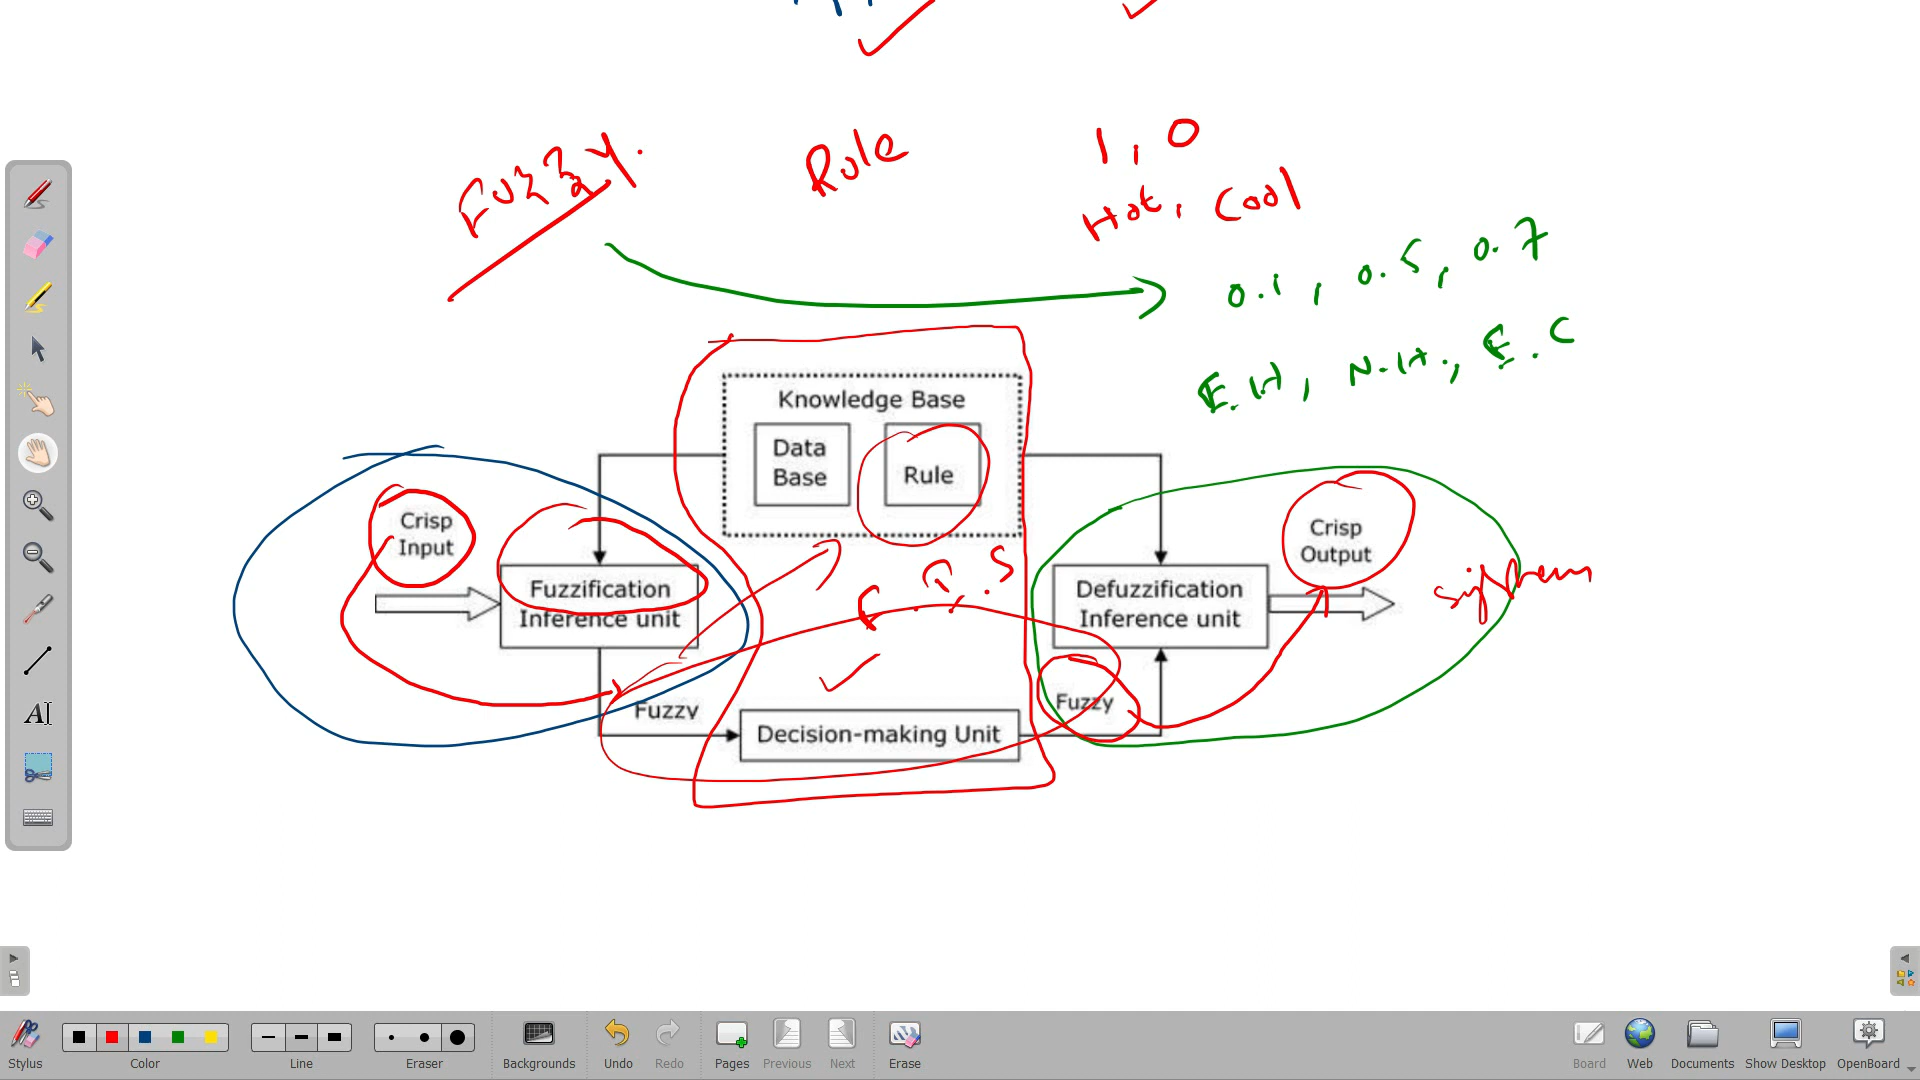 Fuzzy.
Rule
1, 0
Hot, Cool
0.1, 0.5, 0.7
E.H, N.H., E.C
Knowledge Base
Data
Base
Rule
Crisp
Input
Crisp
Output
Fuzzification
Inference unit
Defuzzification
Inference unit
Fuzzy
Fuzzy
Decision-making Unit
Stylus
Color
Line
Eraser
Backgrounds
Undo
Redo
Pages
Previous
Next
Erase
Board
Web
Documents
Show Desktop
OpenBoard